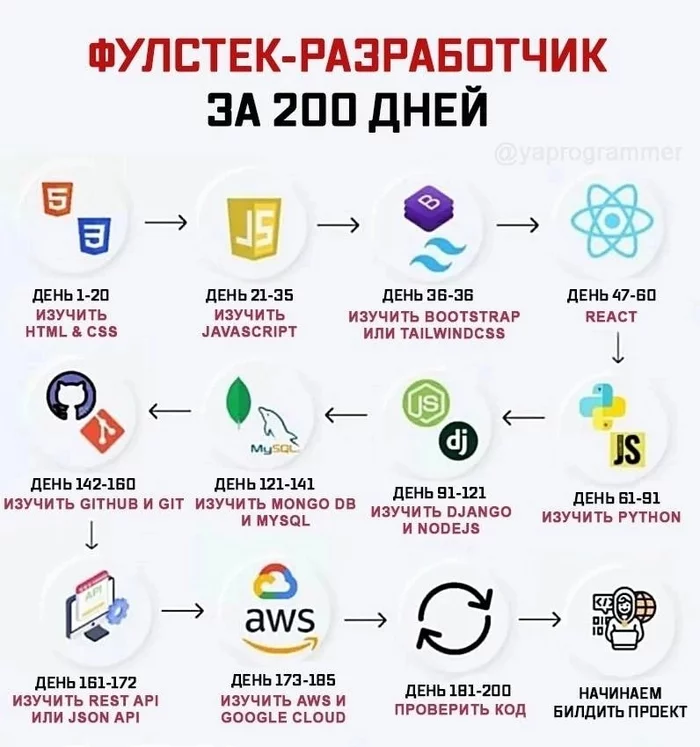 ФУЛСТЕК-РАЗРАБОТЧИК
ЗА 200 ДНЕЙ
@yaprogrammer
5
3
JS
B
ДЕНЬ 1-20
ИЗУЧИТЬ
HTML & CSS
ДЕНЬ 21-35
ИЗУЧИТЬ
JAVASCRIPT
ДЕНЬ 36-36
ИЗУЧИТЬ BOOTSTRAP
ИЛИ TAILWINDCSS
ДЕНЬ 47-60
REACT
MySQL
JS
dj
JS
ДЕНЬ 142-160
ИЗУЧИТЬ GITHUB И GIT
ДЕНЬ 121-141
ИЗУЧИТЬ MONGO DB
И MYSQL
ДЕНЬ 91-121
ИЗУЧИТЬ DJANGO
И NODEJS
ДЕНЬ 61-91
ИЗУЧИТЬ PYTHON
API
aws
ДЕНЬ 161-172
ИЗУЧИТЬ REST API
ИЛИ JSON API
ДЕНЬ 173-185
ИЗУЧИТЬ AWS И
GOOGLE CLOUD
ДЕНЬ 181-200
ПРОВЕРИТЬ КОД
НАЧИНАЕМ
БИЛДИТЬ ПРОЕКТ